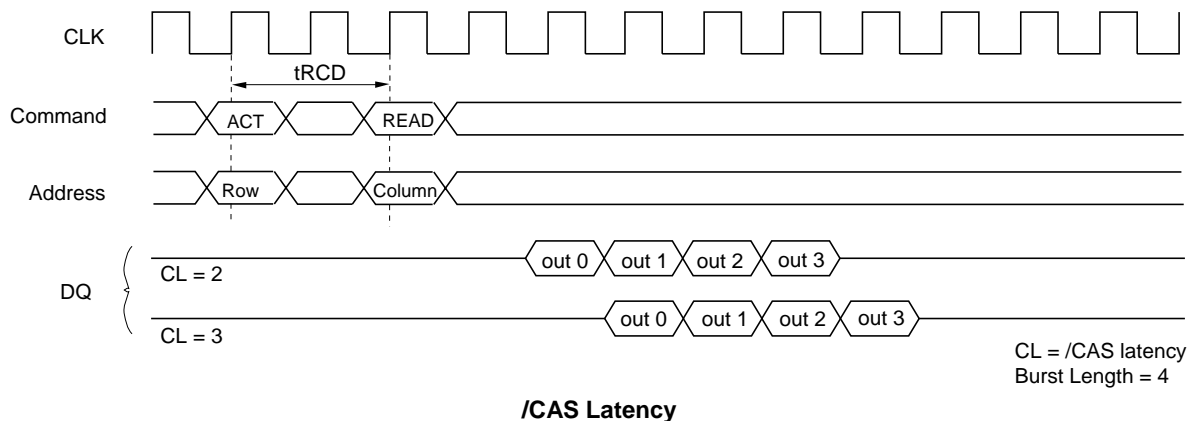 CLK
tRCD
Command
ACT
READ
Address
Row
Column
DQ
CL = 2
out 0
out 1
out 2
out 3
CL = 3
out 0
out 1
out 2
out 3
CL = /CAS latency
Burst Length = 4
/CAS Latency